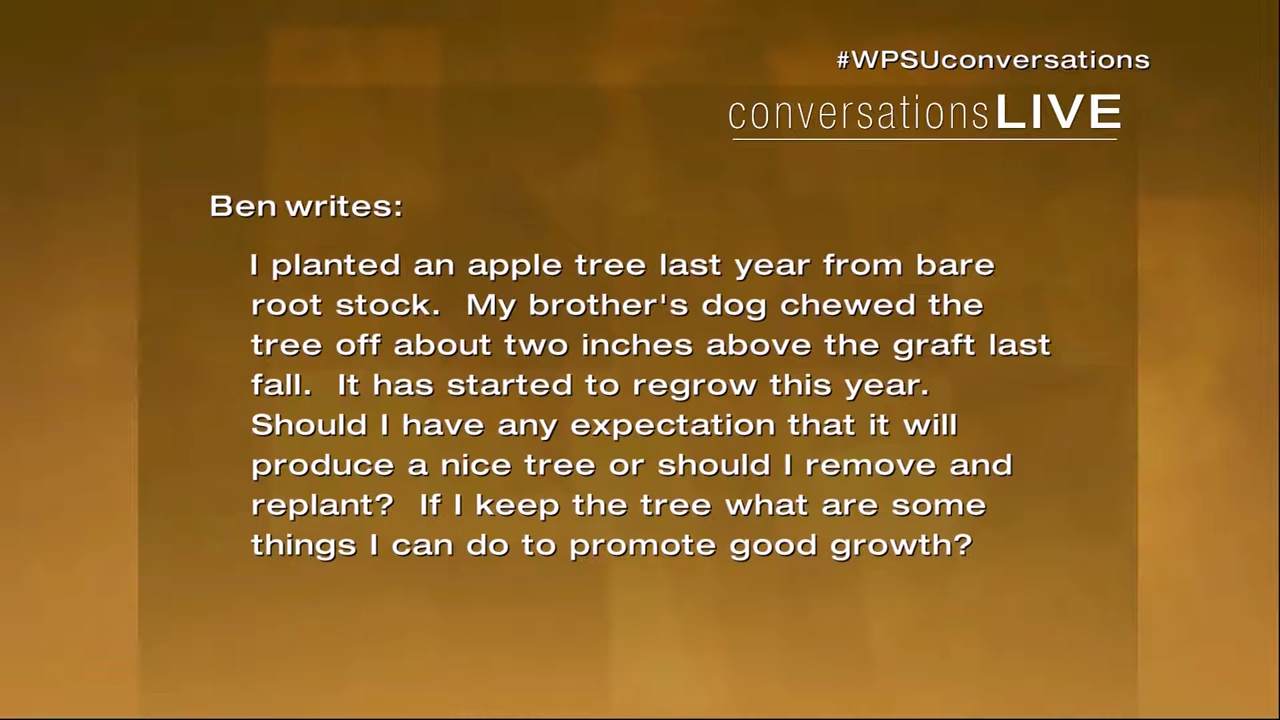 #WPSUconversations
conversationsLIVE
Ben writes:
I planted an apple tree last year from bare
root stock.  My brother's dog chewed the
tree off about two inches above the graft last
fall.  It has started to regrow this year.
Should I have any expectation that it will
produce a nice tree or should I remove and
replant?  If I keep the tree what are some
things I can do to promote good growth?